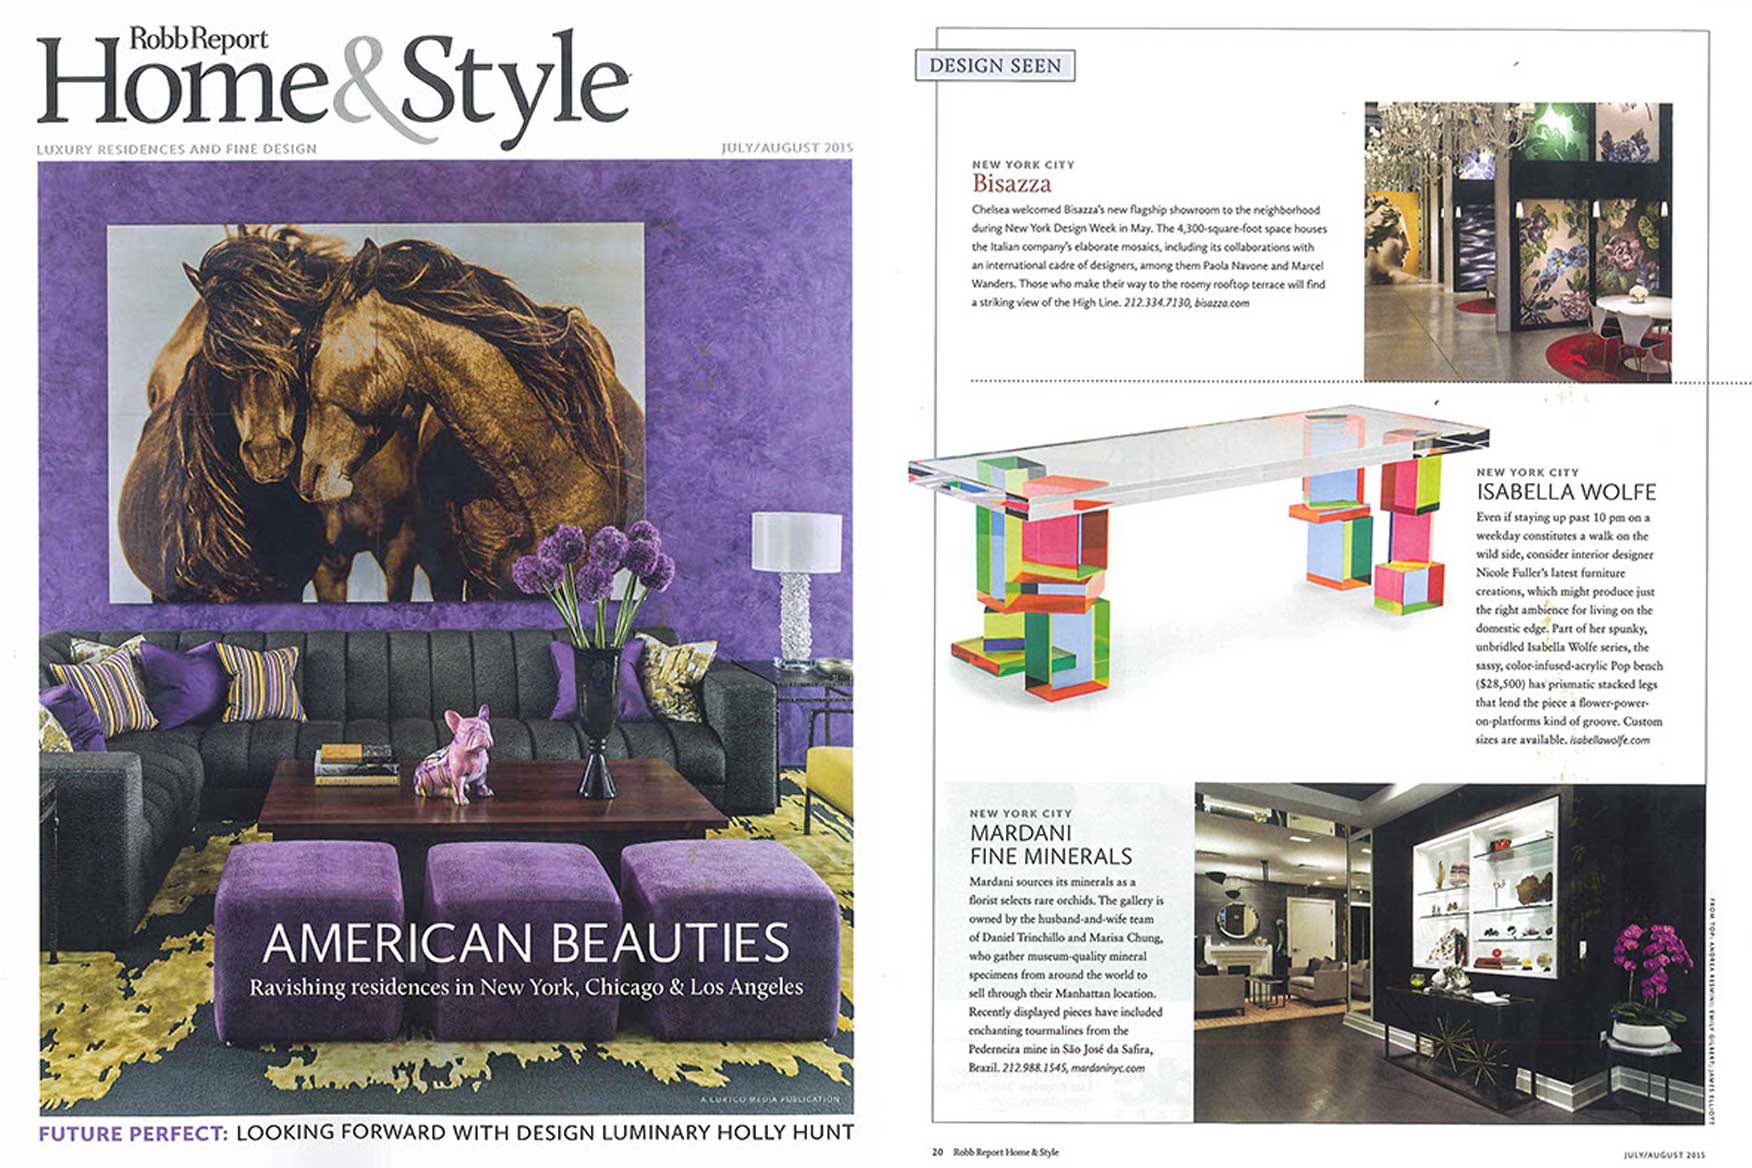 Robb Report
Home&Style
LUXURY RESIDENCES AND FINE DESIGN
JULY/AUGUST 2015
AMERICAN BEAUTIES
Ravishing residences in New York, Chicago & Los Angeles
A CURTCO MEDIA PUBLICATION
FUTURE PERFECT: LOOKING FORWARD WITH DESIGN LUMINARY HOLLY HUNT
DESIGN SEEN
NEW YORK CITY
Bisazza
Chelsea welcomed Bisazza's new flagship showroom to the neighborhood
during New York Design Week in May. The 4,300-square-foot space houses
the Italian company's elaborate mosaics, including its collaborations with
an international cadre of designers, among them Paola Navone and Marcel
Wanders. Those who make their way to the roomy rooftop terrace will find
a striking view of the High Line. 212.334.7130, bisazza.com
NEW YORK CITY
ISABELLA WOLFE
Even if staying up past 10 pm on a
weekday constitutes a walk on the
wild side, consider interior designer
Nicole Fuller's latest furniture
creations, which might produce just
the right ambience for living on the
domestic edge. Part of her spunky,
unbridled Isabella Wolfe series, the
sassy, color-infused-acrylic Pop bench
($28,500) has prismatic stacked legs
that lend the piece a flower-power-
on-platforms kind of groove. Custom
sizes are available. isabellawolfe.com
NEW YORK CITY
MARDANI
FINE MINERALS
Mardani sources its minerals as a
florist selects rare orchids. The gallery is
owned by the husband-and-wife team
of Daniel Trinchillo and Marisa Chung,
who gather museum-quality mineral
specimens from around the world to
sell through their Manhattan location.
Recently displayed pieces have included
enchanting tourmalines from the
Pederneira mine in São José da Safira,
Brazil. 212.988.1545, mardaninyc.com
FROM TOP: ANDREA RESMINI; EMILY GILBERT; JAMES ELLIOTT
20 Robb Report Home & Style
JULY/AUGUST 2015